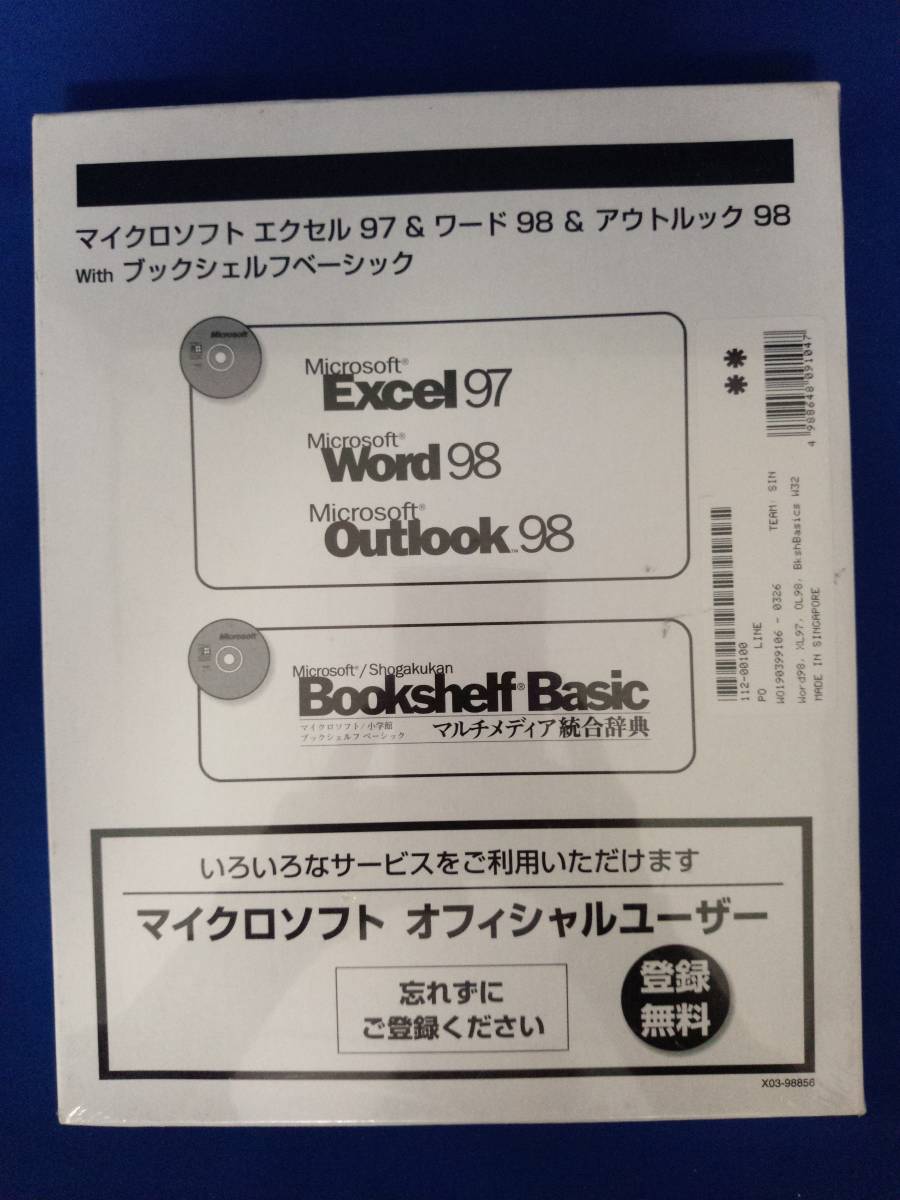 マイクロソフト エクセル 97 & ワード 98 & アウトルック 98
With ブックシェルフベーシック
Microsoft
Microsoft®
Excel 97
Microsoft®
Word 98
Microsoft®
Outlook™ 98
4 988648 091047
112-00100
PO LINE TEAM: SIN
WO190399106 - 0326
Word98, XL97, OL98, BkshBasics W32
MADE IN SINGAPORE
Microsoft
Microsoft®/Shogakukan
Bookshelf® Basic
マイクロソフト/小学館
ブックシェルフ ベーシック
マルチメディア統合辞典
いろいろなサービスをご利用いただけます
マイクロソフト オフィシャルユーザー
忘れずに
ご登録ください
登録
無料
X03-98856